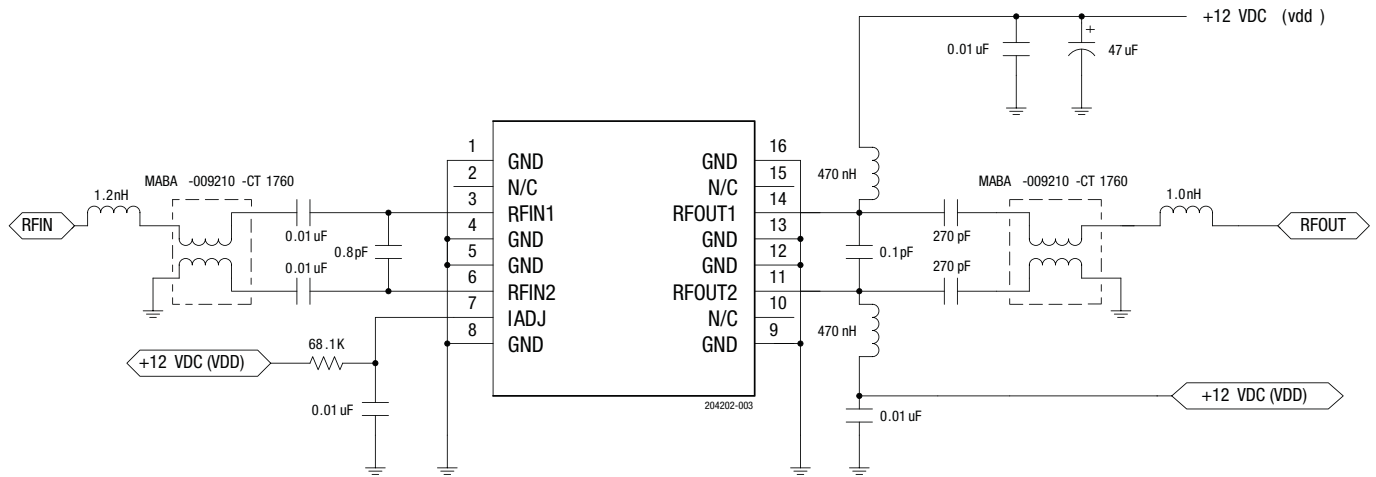 +12 VDC (vdd )
0.01 uF
+
47 uF
1
GND
2
N/C
3
RFIN1
4
GND
5
GND
6
RFIN2
7
IADJ
8
GND
16
GND
15
N/C
14
RFOUT1
13
GND
12
GND
11
RFOUT2
10
N/C
9
GND
204202-003
MABA -009210 -CT 1760
1.2nH
RFIN
0.01 uF
0.01 uF
0.8pF
68.1K
+12 VDC (VDD)
0.01 uF
470 nH
MABA -009210 -CT 1760
1.0nH
RFOUT
270 pF
0.1pF
270 pF
470 nH
0.01 uF
+12 VDC (VDD)